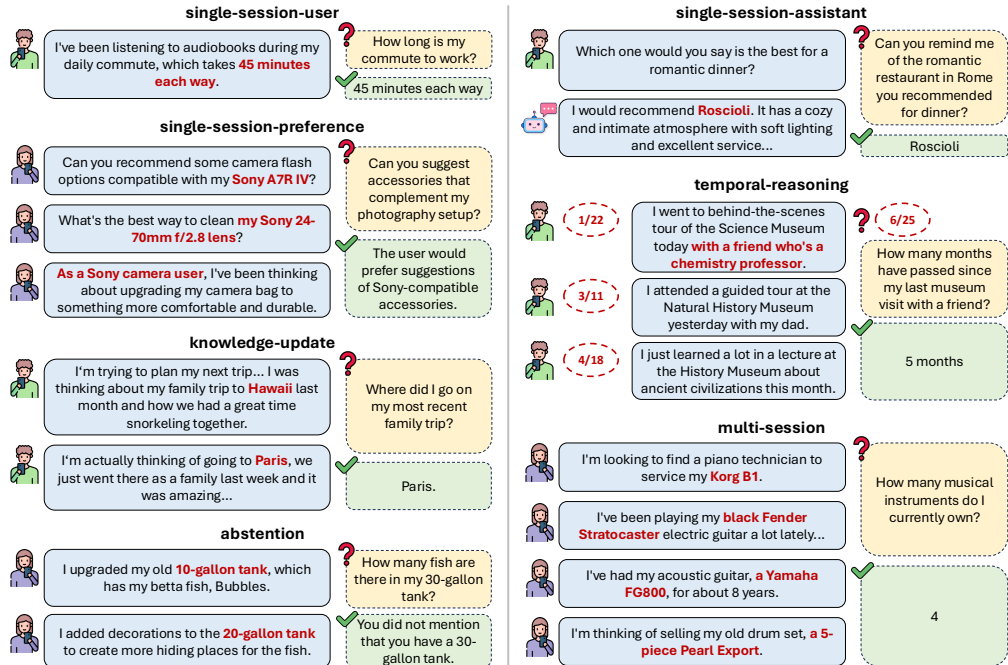 single-session-user
I've been listening to audiobooks during my
daily commute, which takes 45 minutes
each way.
How long is my
commute to work?
45 minutes each way
single-session-preference
Can you recommend some camera flash
options compatible with my Sony A7R IV?
What's the best way to clean my Sony 24-
70mm f/2.8 lens?
As a Sony camera user, I've been thinking
about upgrading my camera bag to
something more comfortable and durable.
Can you suggest
accessories that
complement my
photography setup?
The user would
prefer suggestions
of Sony-compatible
accessories.
knowledge-update
I'm trying to plan my next trip... I was
thinking about my family trip to Hawaii last
month and how we had a great time
snorkeling together.
I'm actually thinking of going to Paris, we
just went there as a family last week and it
was amazing...
Where did I go on
my most recent
family trip?
Paris.
abstention
I upgraded my old 10-gallon tank, which
has my betta fish, Bubbles.
I added decorations to the 20-gallon tank
to create more hiding places for the fish.
How many fish are
there in my 30-gallon
tank?
You did not mention
that you have a 30-
gallon tank.
single-session-assistant
Which one would you say is the best for a
romantic dinner?
I would recommend Roscioli. It has a cozy
and intimate atmosphere with soft lighting
and excellent service...
Can you remind me
of the romantic
restaurant in Rome
you recommended
for dinner?
Roscioli
temporal-reasoning
1/22
I went to behind-the-scenes
tour of the Science Museum
today with a friend who's a
chemistry professor.
3/11
I attended a guided tour at the
Natural History Museum
yesterday with my dad.
4/18
I just learned a lot in a lecture at
the History Museum about
ancient civilizations this month.
6/25
How many months
have passed since
my last museum
visit with a friend?
5 months
multi-session
I'm looking to find a piano technician to
service my Korg B1.
I've been playing my black Fender
Stratocaster electric guitar a lot lately...
I've had my acoustic guitar, a Yamaha
FG800, for about 8 years.
I'm thinking of selling my old drum set, a 5-
piece Pearl Export.
How many musical
instruments do I
currently own?
4